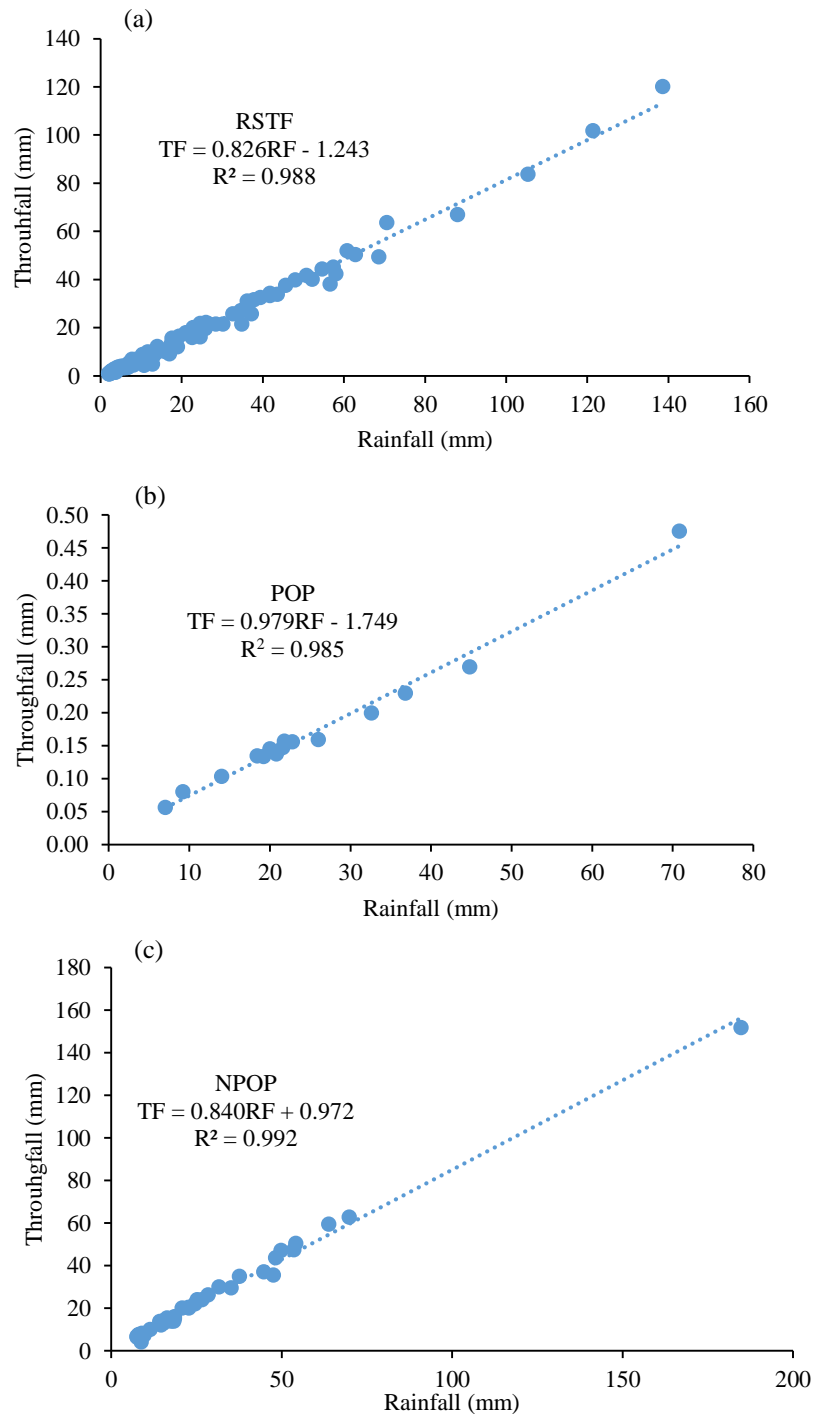 (a)
140
120
100
80
60
40
20
0
Throuhfall (mm)
RSTF
TF = 0.826RF - 1.243
R² = 0.988
0 20 40 60 80 100 120 140 160
Rainfall (mm)
(b)
0.50
0.45
0.40
0.35
0.30
0.25
0.20
0.15
0.10
0.05
0.00
Throughfall (mm)
POP
TF = 0.979RF - 1.749
R² = 0.985
0 10 20 30 40 50 60 70 80
Rainfall (mm)
(c)
180
160
140
120
100
80
60
40
20
0
Throuhgfall (mm)
NPOP
TF = 0.840RF + 0.972
R² = 0.992
0 50 100 150 200
Rainfall (mm)